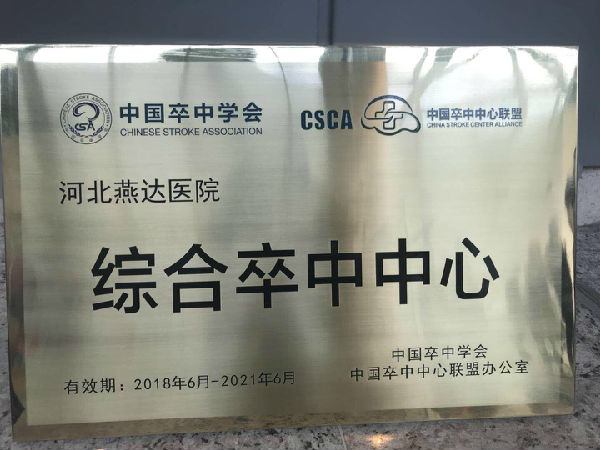 中国卒中学会
CHINESE STROKE ASSOCIATION
CSCA
中国卒中中心联盟
CHINA STROKE CENTER ALLIANCE
河北燕达医院
综合卒中中心
中国卒中学会
有效期：2018年6月-2021年6月
中国卒中中心联盟办公室